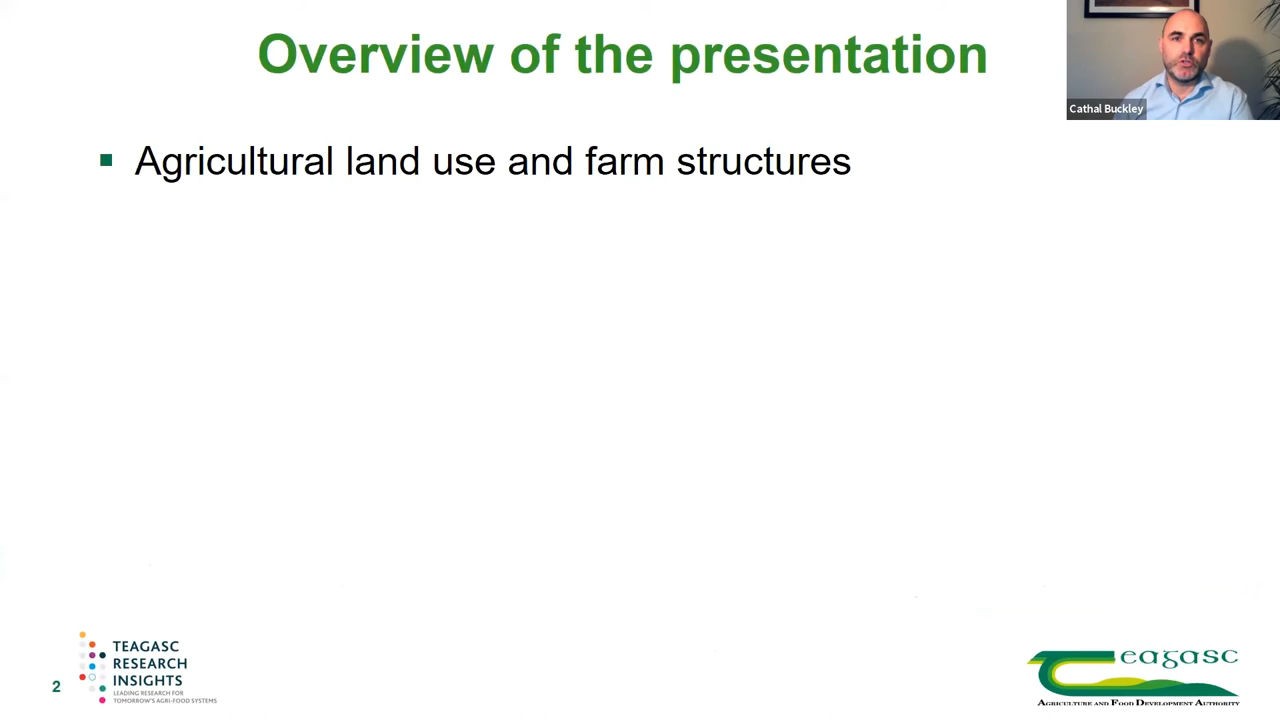 Overview of the presentation
Cathal Buckley
Agricultural land use and farm structures
2
TEAGASC
RESEARCH
INSIGHTS
LEADING RESEARCH FOR
TOMORROW'S AGRI-FOOD SYSTEMS
Teagasc
AGRICULTURE AND FOOD DEVELOPMENT AUTHORITY